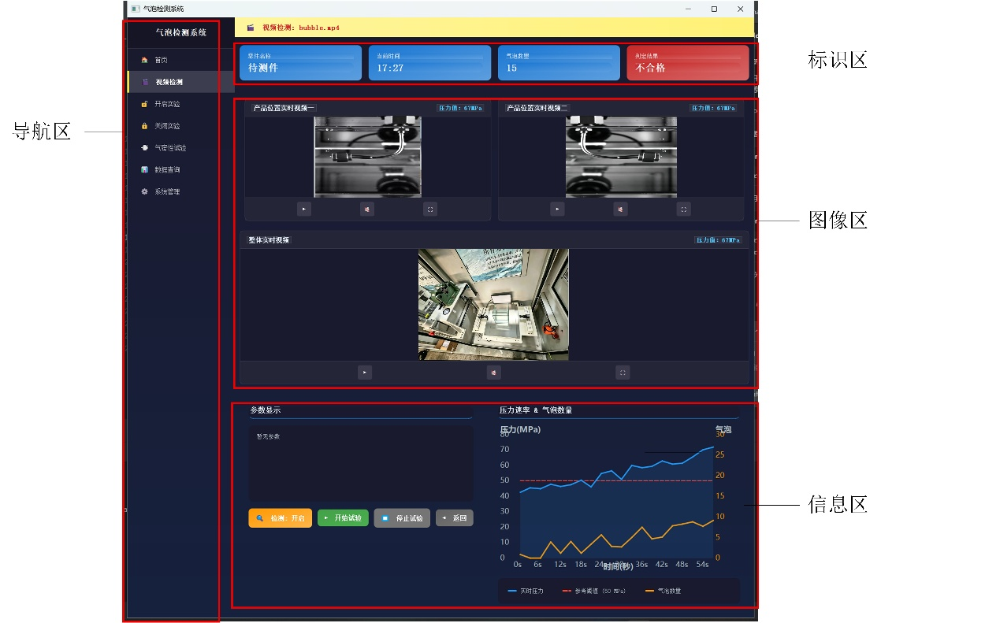 气泡检测系统
气泡检测系统
首页
视频检测
开启实验
关闭实验
气密性试验
数据查询
系统管理
视频检测: bubble.mp4
零件名称
待测件
当前时间
17:27
气泡数量
15
判定结果
不合格
产品位置实时视频一
压力值: 67MPa
产品位置实时视频二
压力值: 67MPa
整体实时视频
压力值: 67MPa
参数显示
暂无参数
检测: 开启
开始试验
停止试验
返回
压力速率 & 气泡数量
压力(MPa)
气泡
80
70
60
50
40
30
20
10
0
30
25
20
15
10
5
0
0s
6s
12s
18s
24s
30s
36s
42s
48s
54s
时间(秒)
实时压力
参考阈值 (50 MPa)
气泡数量
导航区
标识区
图像区
信息区